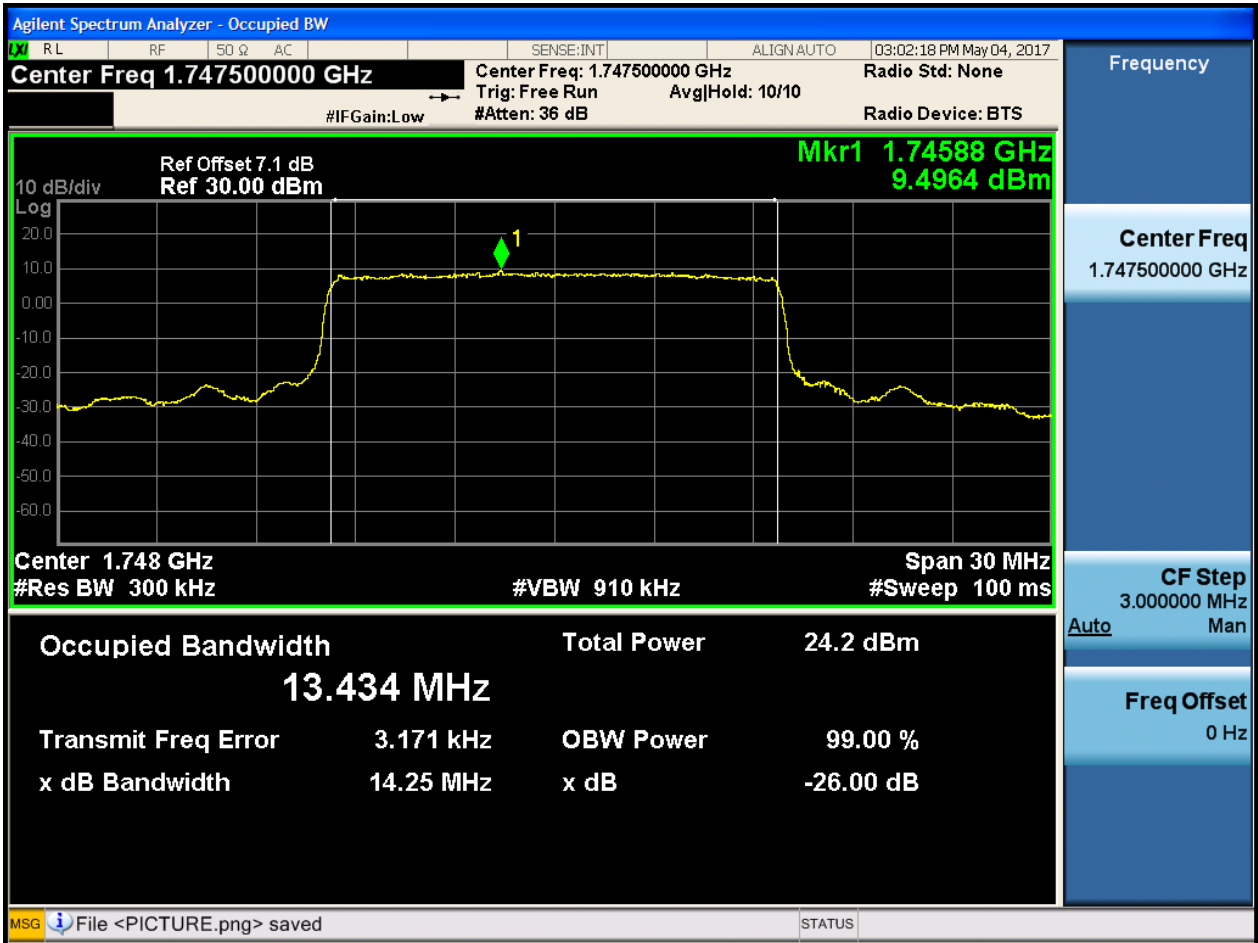 Agilent Spectrum Analyzer - Occupied BW
LXI RL RF 50 Ω AC SENSE:INT ALIGN AUTO 03:02:18 PM May 04, 2017
Center Freq 1.747500000 GHz
Center Freq: 1.747500000 GHz Radio Std: None
Trig: Free Run Avg|Hold: 10/10
#IFGain:Low #Atten: 36 dB Radio Device: BTS
Mkr1 1.74588 GHz
9.4964 dBm
Ref Offset 7.1 dB
10 dB/div Ref 30.00 dBm
Log
20.0
10.0
0.00
-10.0
-20.0
-30.0
-40.0
-50.0
-60.0
1
Center 1.748 GHz Span 30 MHz
#Res BW 300 kHz #VBW 910 kHz #Sweep 100 ms
Occupied Bandwidth Total Power 24.2 dBm
13.434 MHz
Transmit Freq Error 3.171 kHz OBW Power 99.00 %
x dB Bandwidth 14.25 MHz x dB -26.00 dB
Frequency
Center Freq
1.747500000 GHz
CF Step
3.000000 MHz
Auto Man
Freq Offset
0 Hz
MSG File <PICTURE.png> saved STATUS